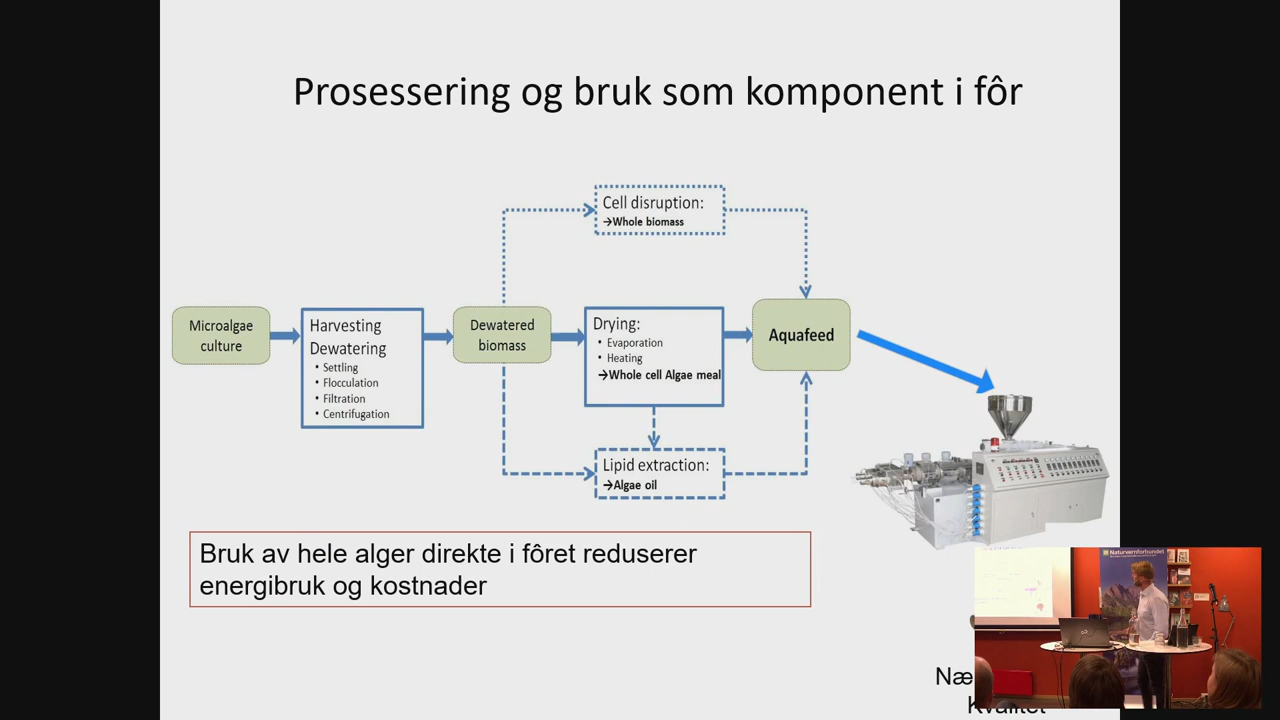 Prosessering og bruk som komponent i fôr
Cell disruption:
→Whole biomass
Microalgae
culture
Harvesting
Dewatering
• Settling
• Flocculation
• Filtration
• Centrifugation
Dewatered
biomass
Drying:
• Evaporation
• Heating
→Whole cell Algae meal
Aquafeed
Lipid extraction:
→Algae oil
Bruk av hele alger direkte i fôret reduserer
energibruk og kostnader
Naturvernforbundet
Kvalitet